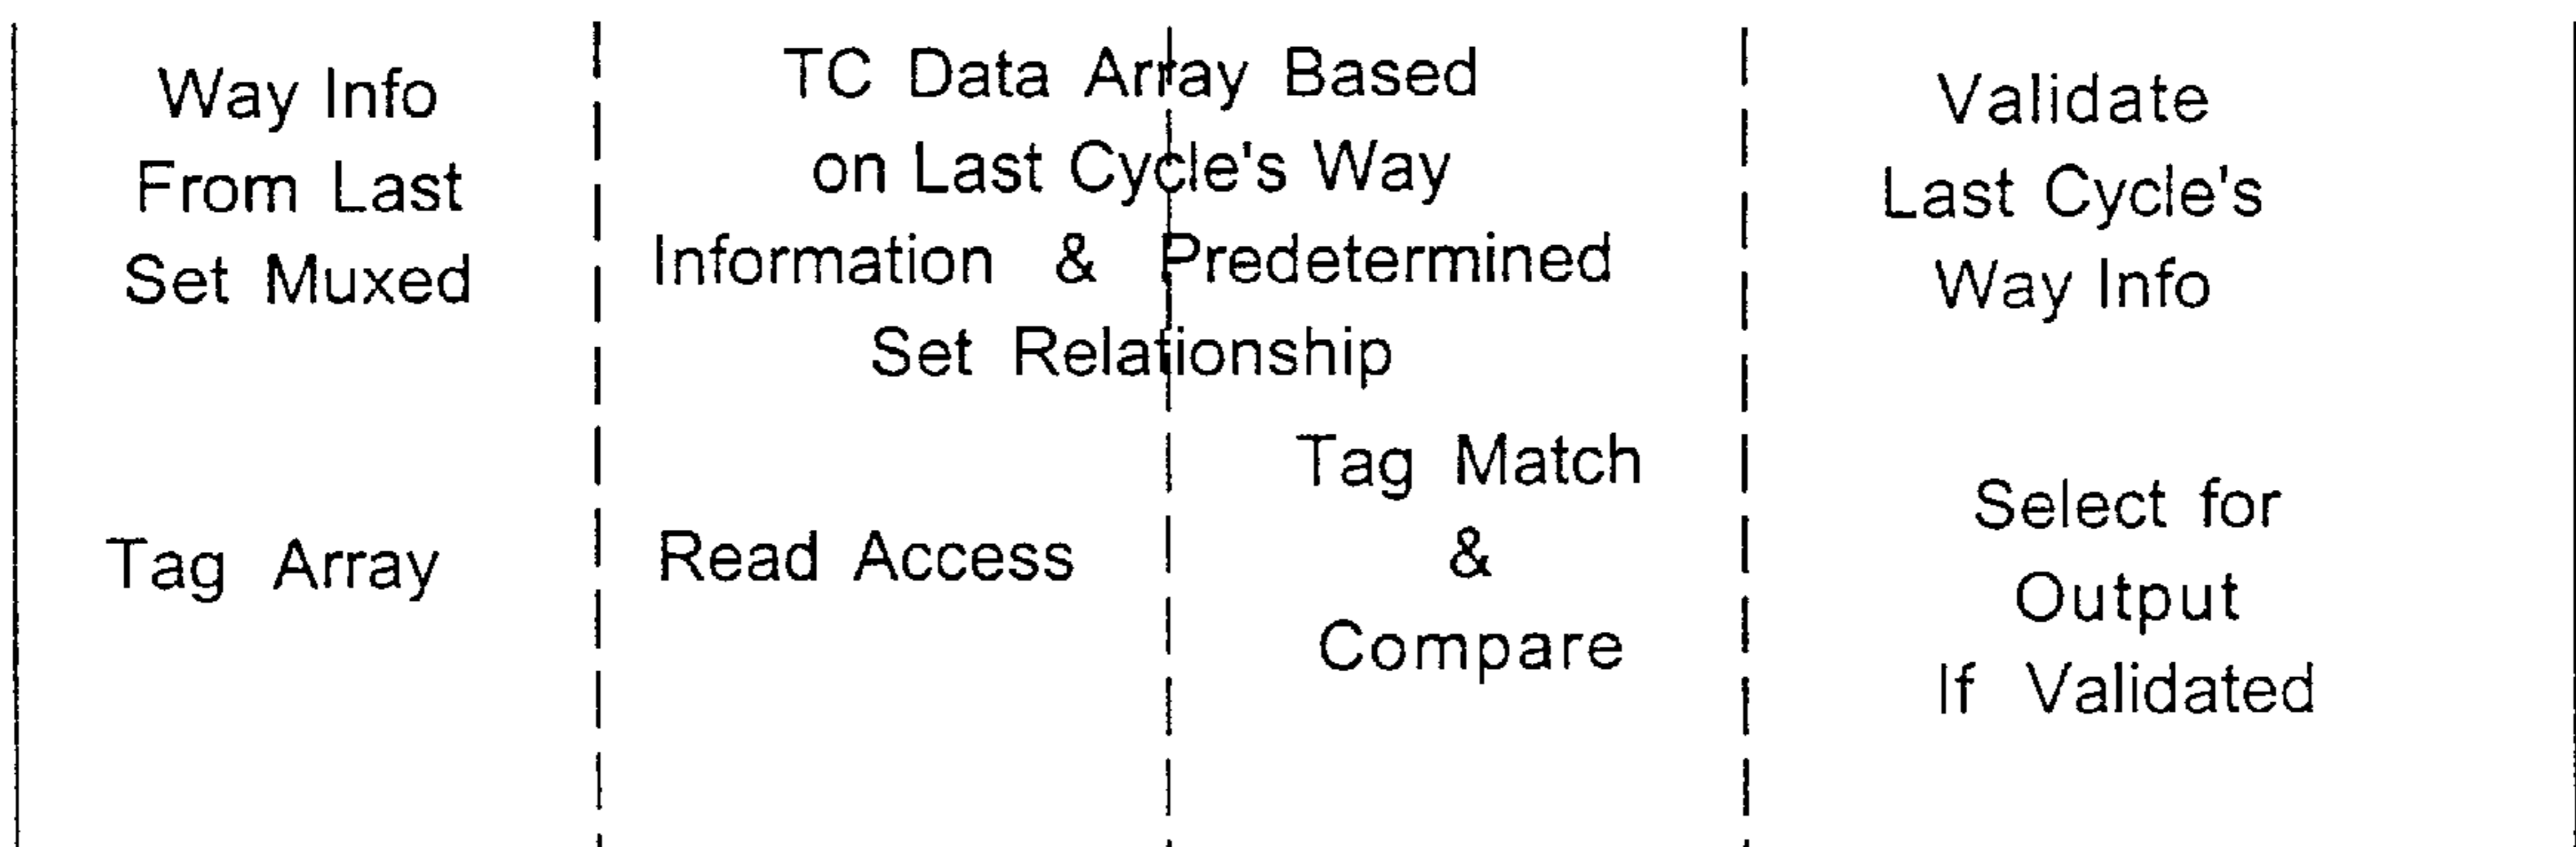 Way Info
From Last
Set Muxed
TC Data Array Based
on Last Cycle's Way
Information & Predetermined
Set Relationship
Validate
Last Cycle's
Way Info
Tag Array
Read Access
Tag Match
&
Compare
Select for
Output
If Validated